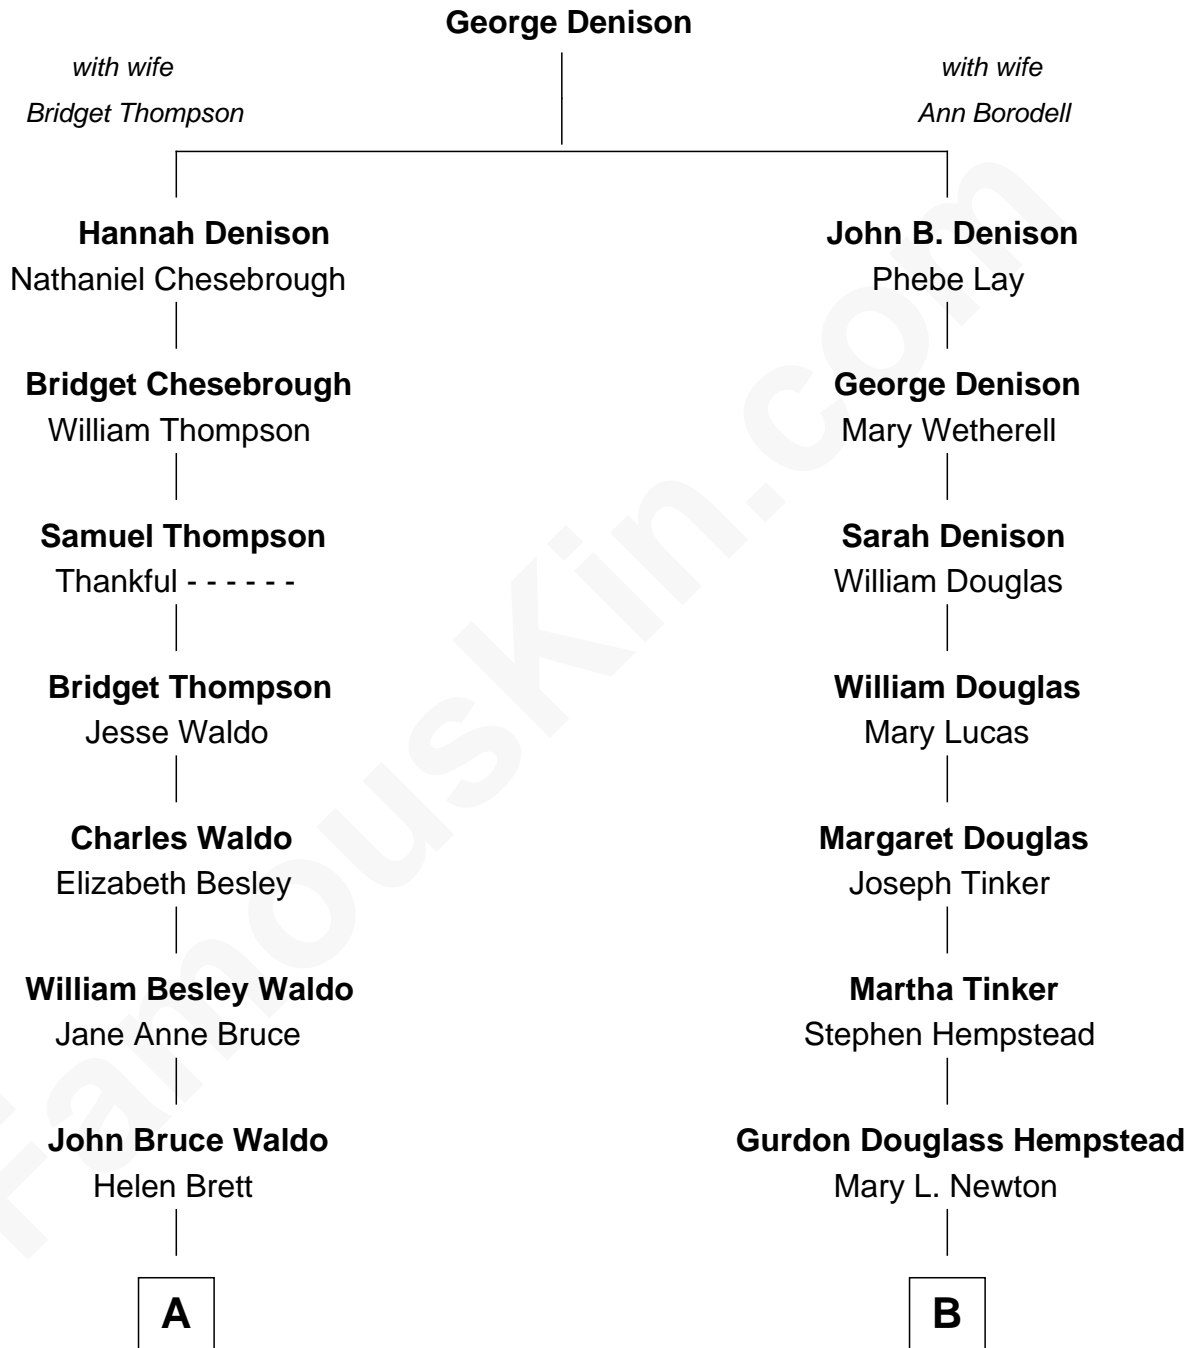 George Denison
with wife
Bridget Thompson
with wife
Ann Borodell
Hannah Denison
Nathaniel Chesebrough
John B. Denison
Phebe Lay
Bridget Chesebrough
William Thompson
George Denison
Mary Wetherell
Samuel Thompson
Thankful - - - - - -
Sarah Denison
William Douglas
Bridget Thompson
Jesse Waldo
William Douglas
Mary Lucas
Charles Waldo
Elizabeth Besley
Margaret Douglas
Joseph Tinker
William Besley Waldo
Jane Anne Bruce
Martha Tinker
Stephen Hempstead
John Bruce Waldo
Helen Brett
Gurdon Douglass Hempstead
Mary L. Newton
A
B
FamousKin.com